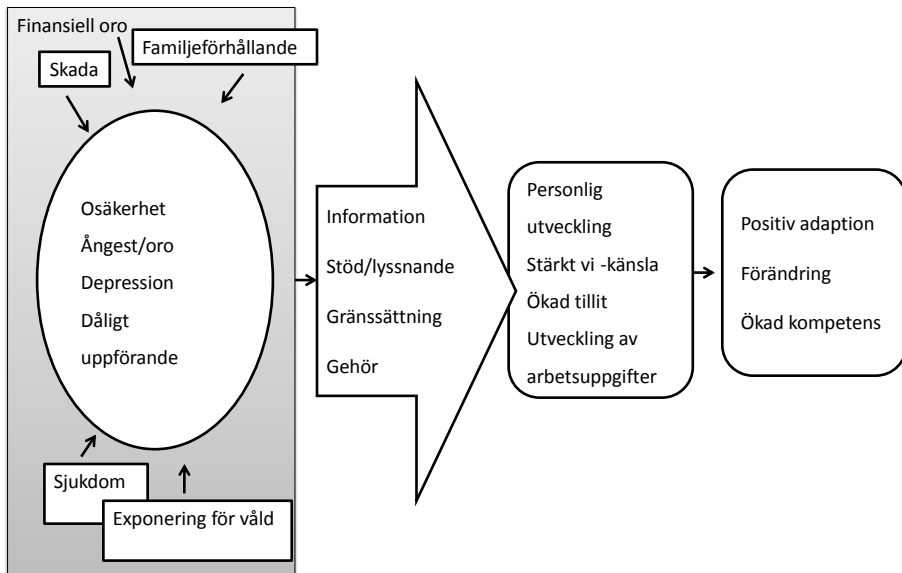 Finansiell oro
Familjeförhållande
Skada
Osäkerhet
Ångest/oro
Depression
Dåligt
uppförande
Sjukdom
Exponering för våld
Information
Stöd/lyssnande
Gränssättning
Gehör
Personlig
utveckling
Stärkt vi -känsla
Ökad tillit
Utveckling av
arbetsuppgifter
Positiv adaption
Förändring
Ökad kompetens